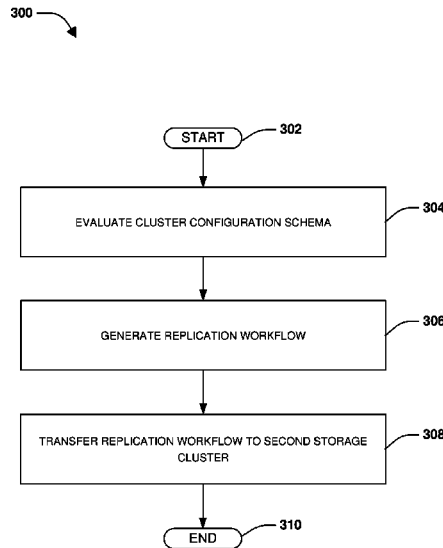 300
START
302
EVALUATE CLUSTER CONFIGURATION SCHEMA
304
GENERATE REPLICATION WORKFLOW
306
TRANSFER REPLICATION WORKFLOW TO SECOND STORAGE
CLUSTER
308
END
310